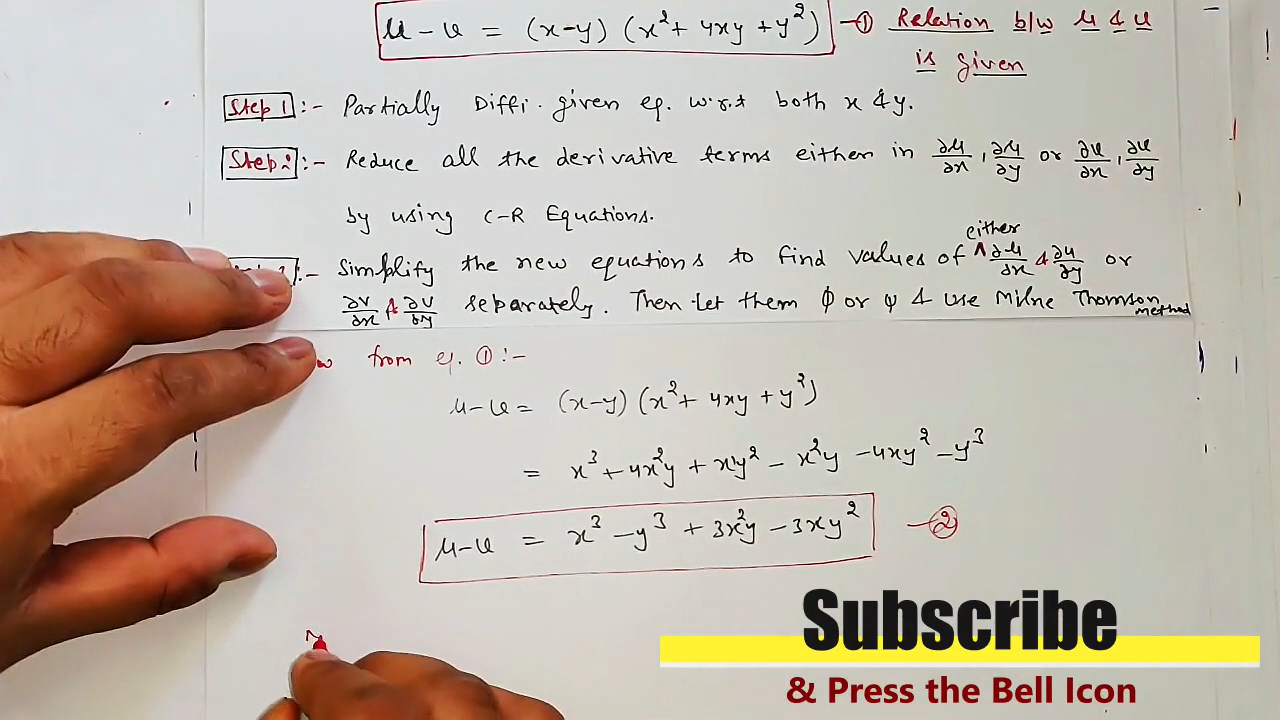 u - v = (x-y) (x² + 4xy + y²) —① Relation b/w u & v
is given
Step 1 :- Partially Diffi. given eq. w.r.t both x & y.
Step 2 :- Reduce all the derivative terms either in ∂u/∂x, ∂u/∂y or ∂v/∂x, ∂v/∂y
by using C-R Equations.
either
:- Simplify the new equations to find values of ^ ∂u/∂x & ∂u/∂y or
∂v/∂x & ∂v/∂y separately. Then Let them φ or ψ & use Milne Thomson
method
from eq. ① :-
u-v = (x-y) (x² + 4xy + y²)
= x³ + 4x²y + xy² - x²y - 4xy² - y³
u-v = x³ - y³ + 3x²y - 3xy² —②
Subscribe
& Press the Bell Icon